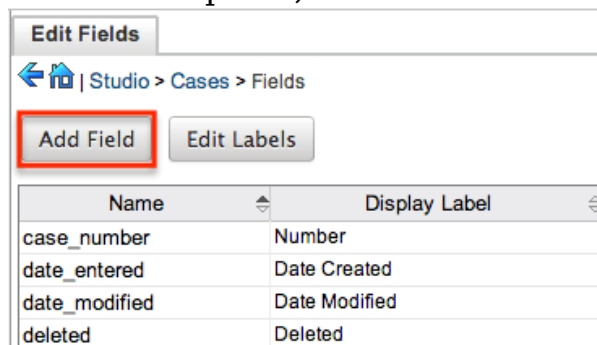 Edit Fields
| Studio > Cases > Fields
Add Field Edit Labels
Name Display Label
case_number Number
date_entered Date Created
date_modified Date Modified
deleted Deleted